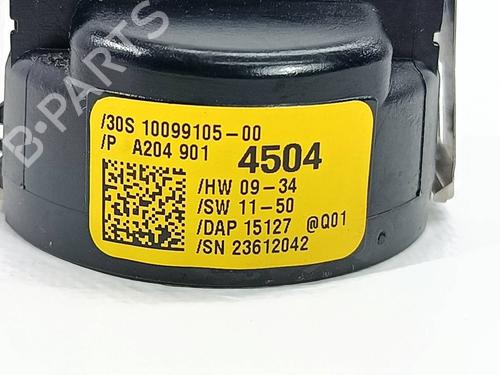 B-PARTS
/30S 10099105-00
/P A204 901 4504
/HW 09-34
/SW 11-50
/DAP 15127 @Q01
/SN 23612042